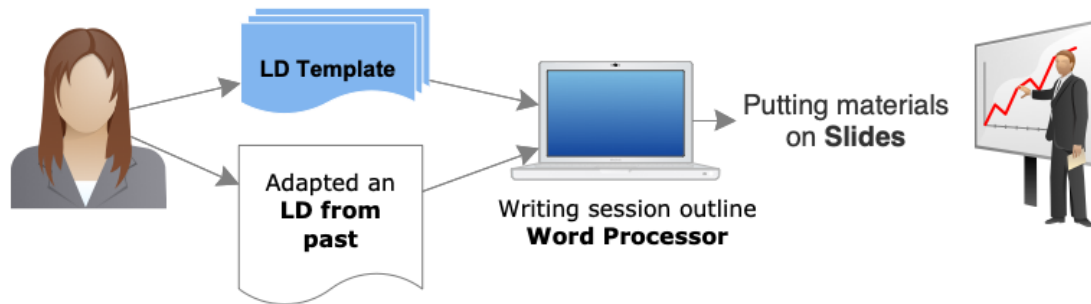 LD Template
Adapted an
LD from
past
Writing session outline
Word Processor
Putting materials
on Slides